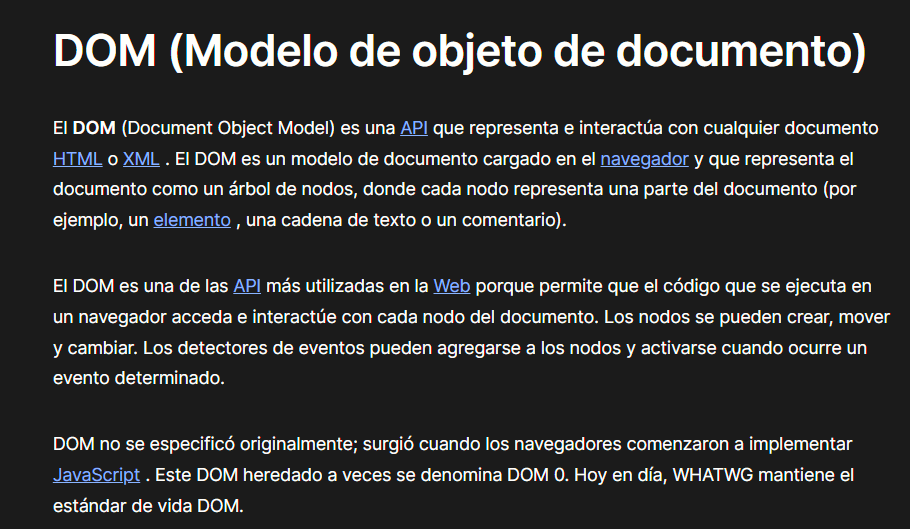 DOM (Modelo de objeto de documento)
El DOM (Document Object Model) es una API que representa e interactúa con cualquier documento
HTML o XML . El DOM es un modelo de documento cargado en el navegador y que representa el
documento como un árbol de nodos, donde cada nodo representa una parte del documento (por
ejemplo, un elemento , una cadena de texto o un comentario).
El DOM es una de las API más utilizadas en la Web porque permite que el código que se ejecuta en
un navegador acceda e interactúe con cada nodo del documento. Los nodos se pueden crear, mover
y cambiar. Los detectores de eventos pueden agregarse a los nodos y activarse cuando ocurre un
evento determinado.
DOM no se especificó originalmente; surgió cuando los navegadores comenzaron a implementar
JavaScript . Este DOM heredado a veces se denomina DOM 0. Hoy en día, WHATWG mantiene el
estándar de vida DOM.